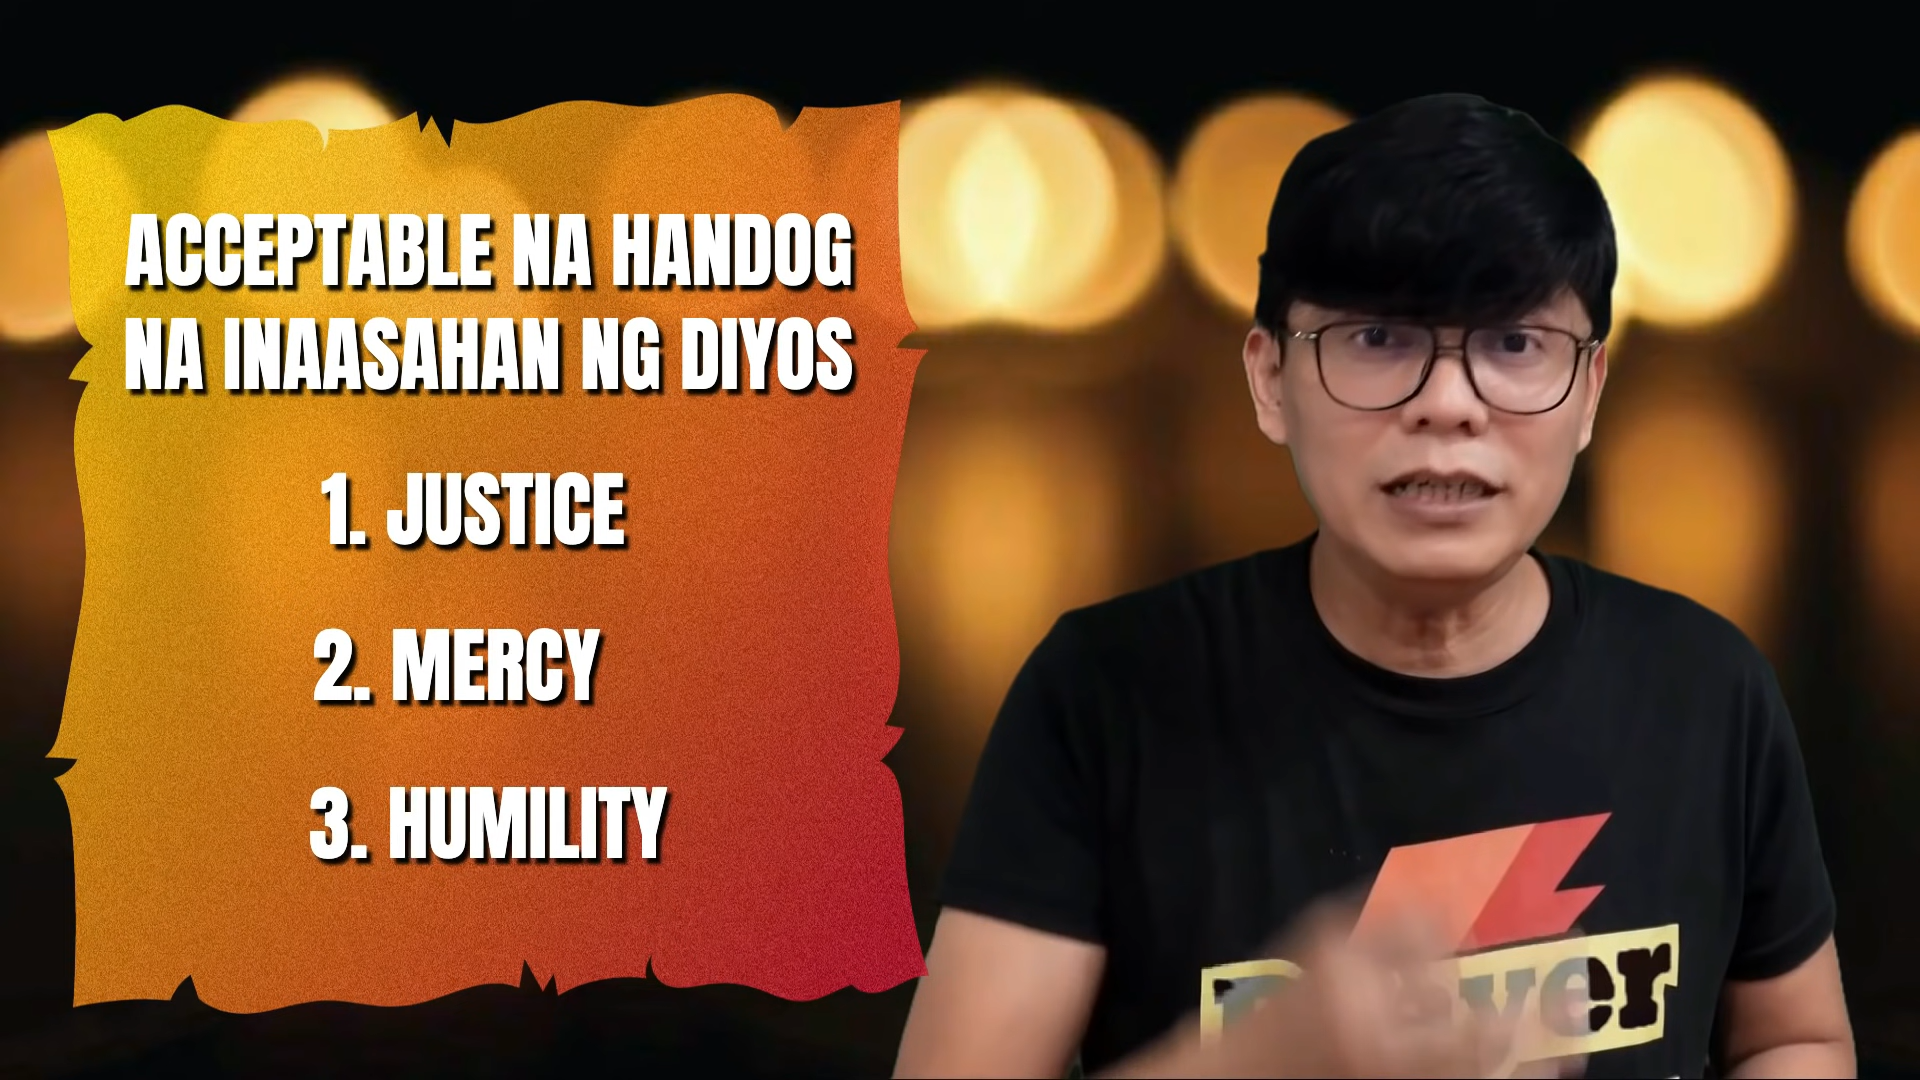 ACCEPTABLE NA HANDOG
NA INAASAHAN NG DIYOS
1. JUSTICE
2. MERCY
3. HUMILITY